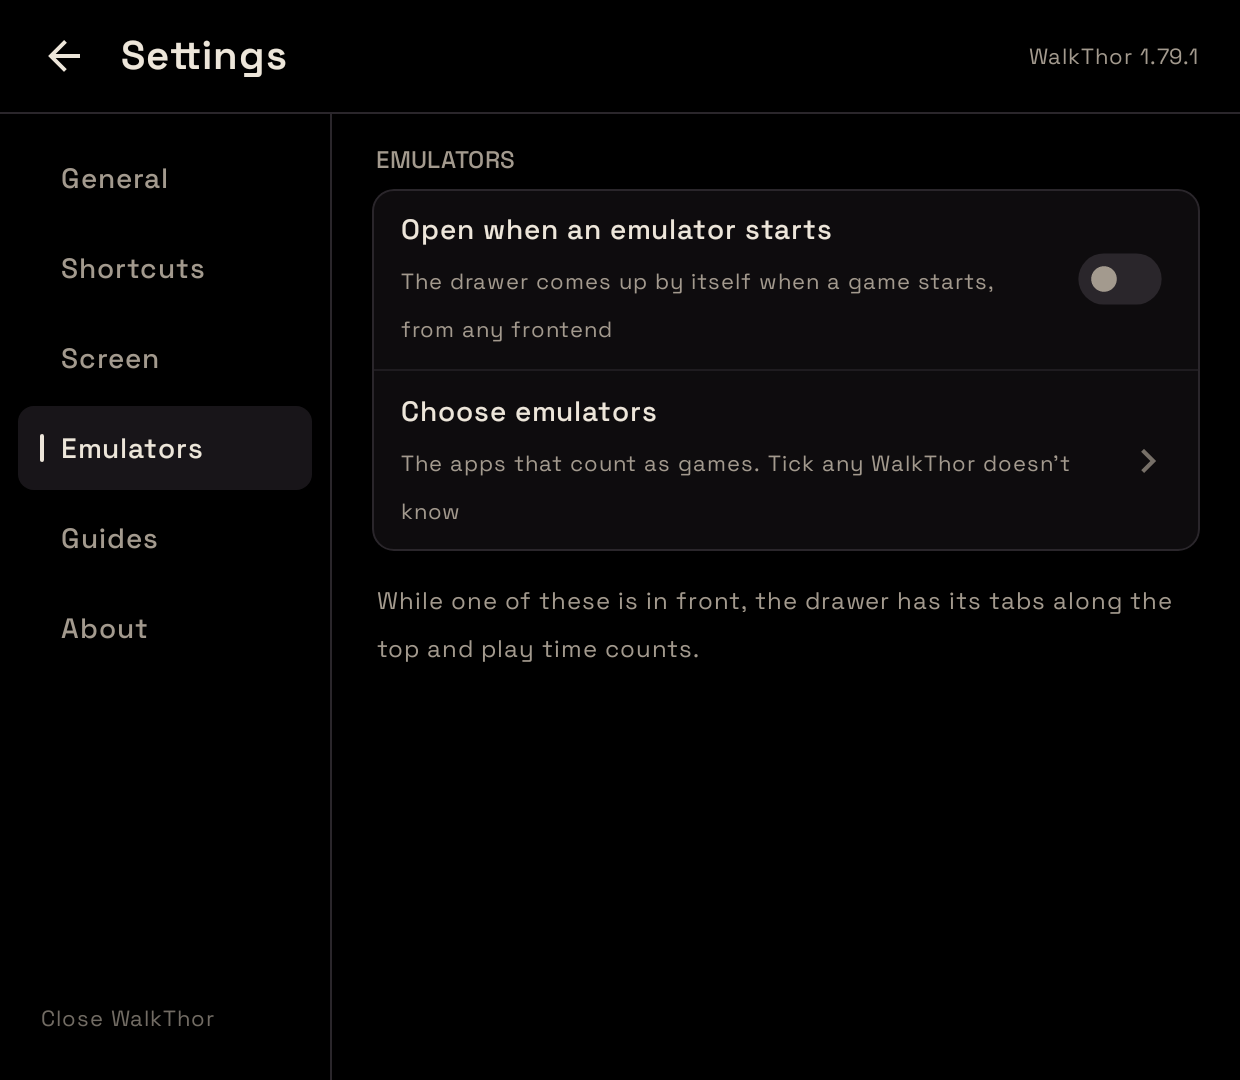 Settings
WalkThor 1.79.1
General
Shortcuts
Screen
Emulators
Guides
About
Close WalkThor
EMULATORS
Open when an emulator starts
The drawer comes up by itself when a game starts,
from any frontend
Choose emulators
The apps that count as games. Tick any WalkThor doesn’t
know
While one of these is in front, the drawer has its tabs along the
top and play time counts.